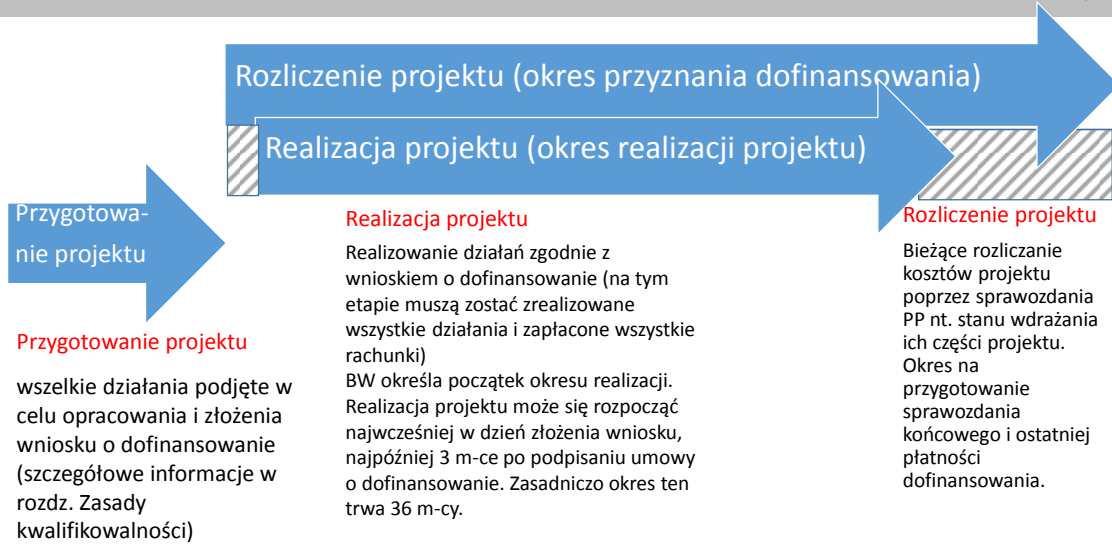 Rozliczenie projektu (okres przyznania dofinansowania)
Realizacja projektu (okres realizacji projektu)
Przygotowa-
nie projektu
Przygotowanie projektu
wszelkie działania podjęte w
celu opracowania i złożenia
wniosku o dofinansowanie
(szczegółowe informacje w
rozdz. Zasady
kwalifikowalności)
Realizacja projektu
Realizowanie działań zgodnie z
wnioskiem o dofinansowanie (na tym
etapie muszą zostać zrealizowane
wszystkie działania i zapłacone wszystkie
rachunki)
BW określa początek okresu realizacji.
Realizacja projektu może się rozpocząć
najwcześniej w dzień złożenia wniosku,
najpóźniej 3 m-ce po podpisaniu umowy
o dofinansowanie. Zasadniczo okres ten
trwa 36 m-cy.
Rozliczenie projektu
Bieżące rozliczanie
kosztów projektu
poprzez sprawozdania
PP nt. stanu wdrażania
ich części projektu.
Okres na
przygotowanie
sprawozdania
końcowego i ostatniej
płatności
dofinansowania.